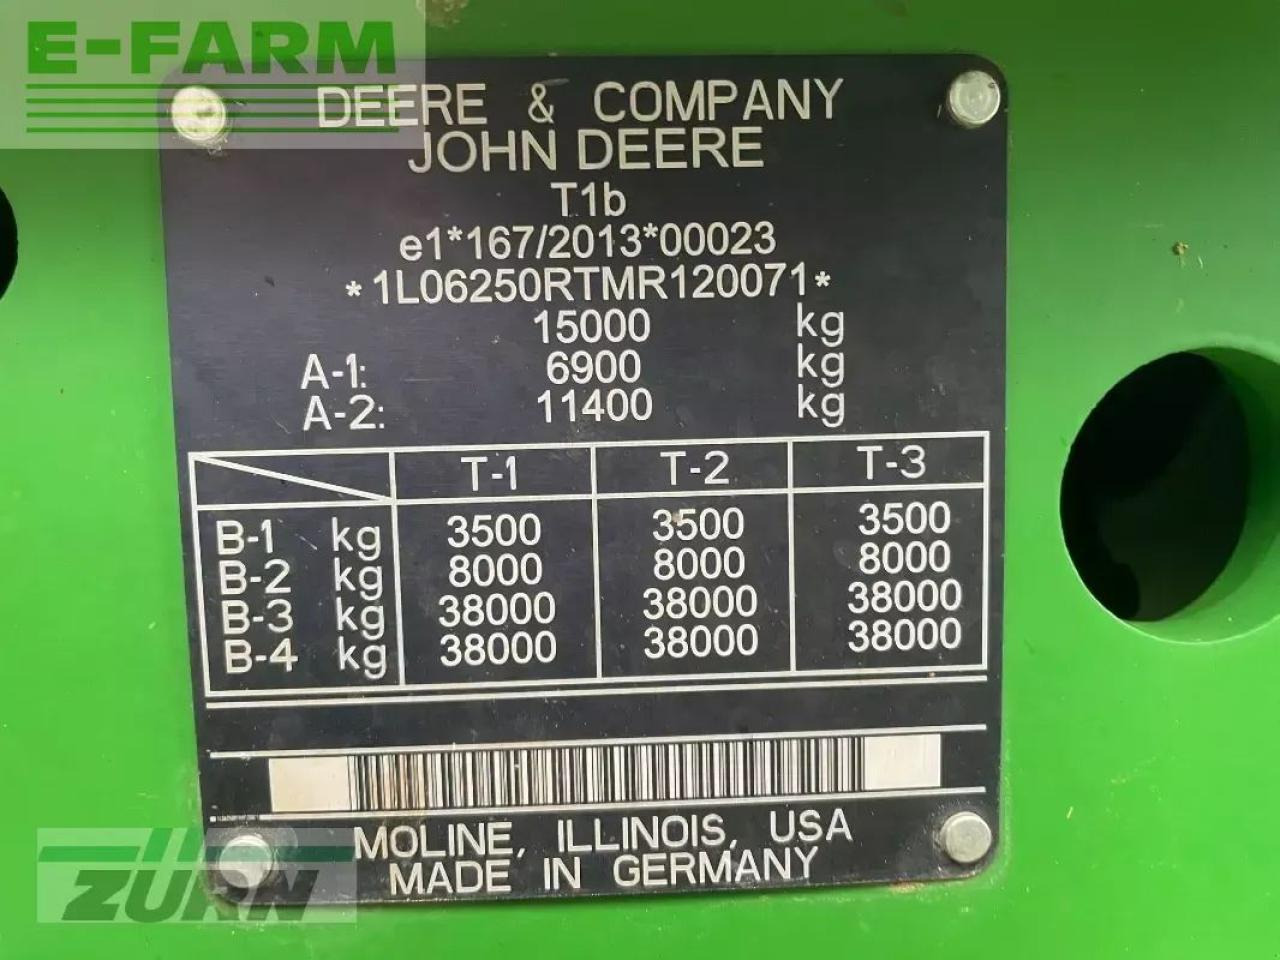 E-FARM
DEERE & COMPANY
JOHN DEERE
T1b
e1*167/2013*00023
*1L06250RTMR120071*
15000 kg
A-1: 6900 kg
A-2: 11400 kg
T-1 T-2 T-3
B-1 kg 3500 3500 3500
B-2 kg 8000 8000 8000
B-3 kg 38000 38000 38000
B-4 kg 38000 38000 38000
MOLINE, ILLINOIS, USA
MADE IN GERMANY
ZÜRN